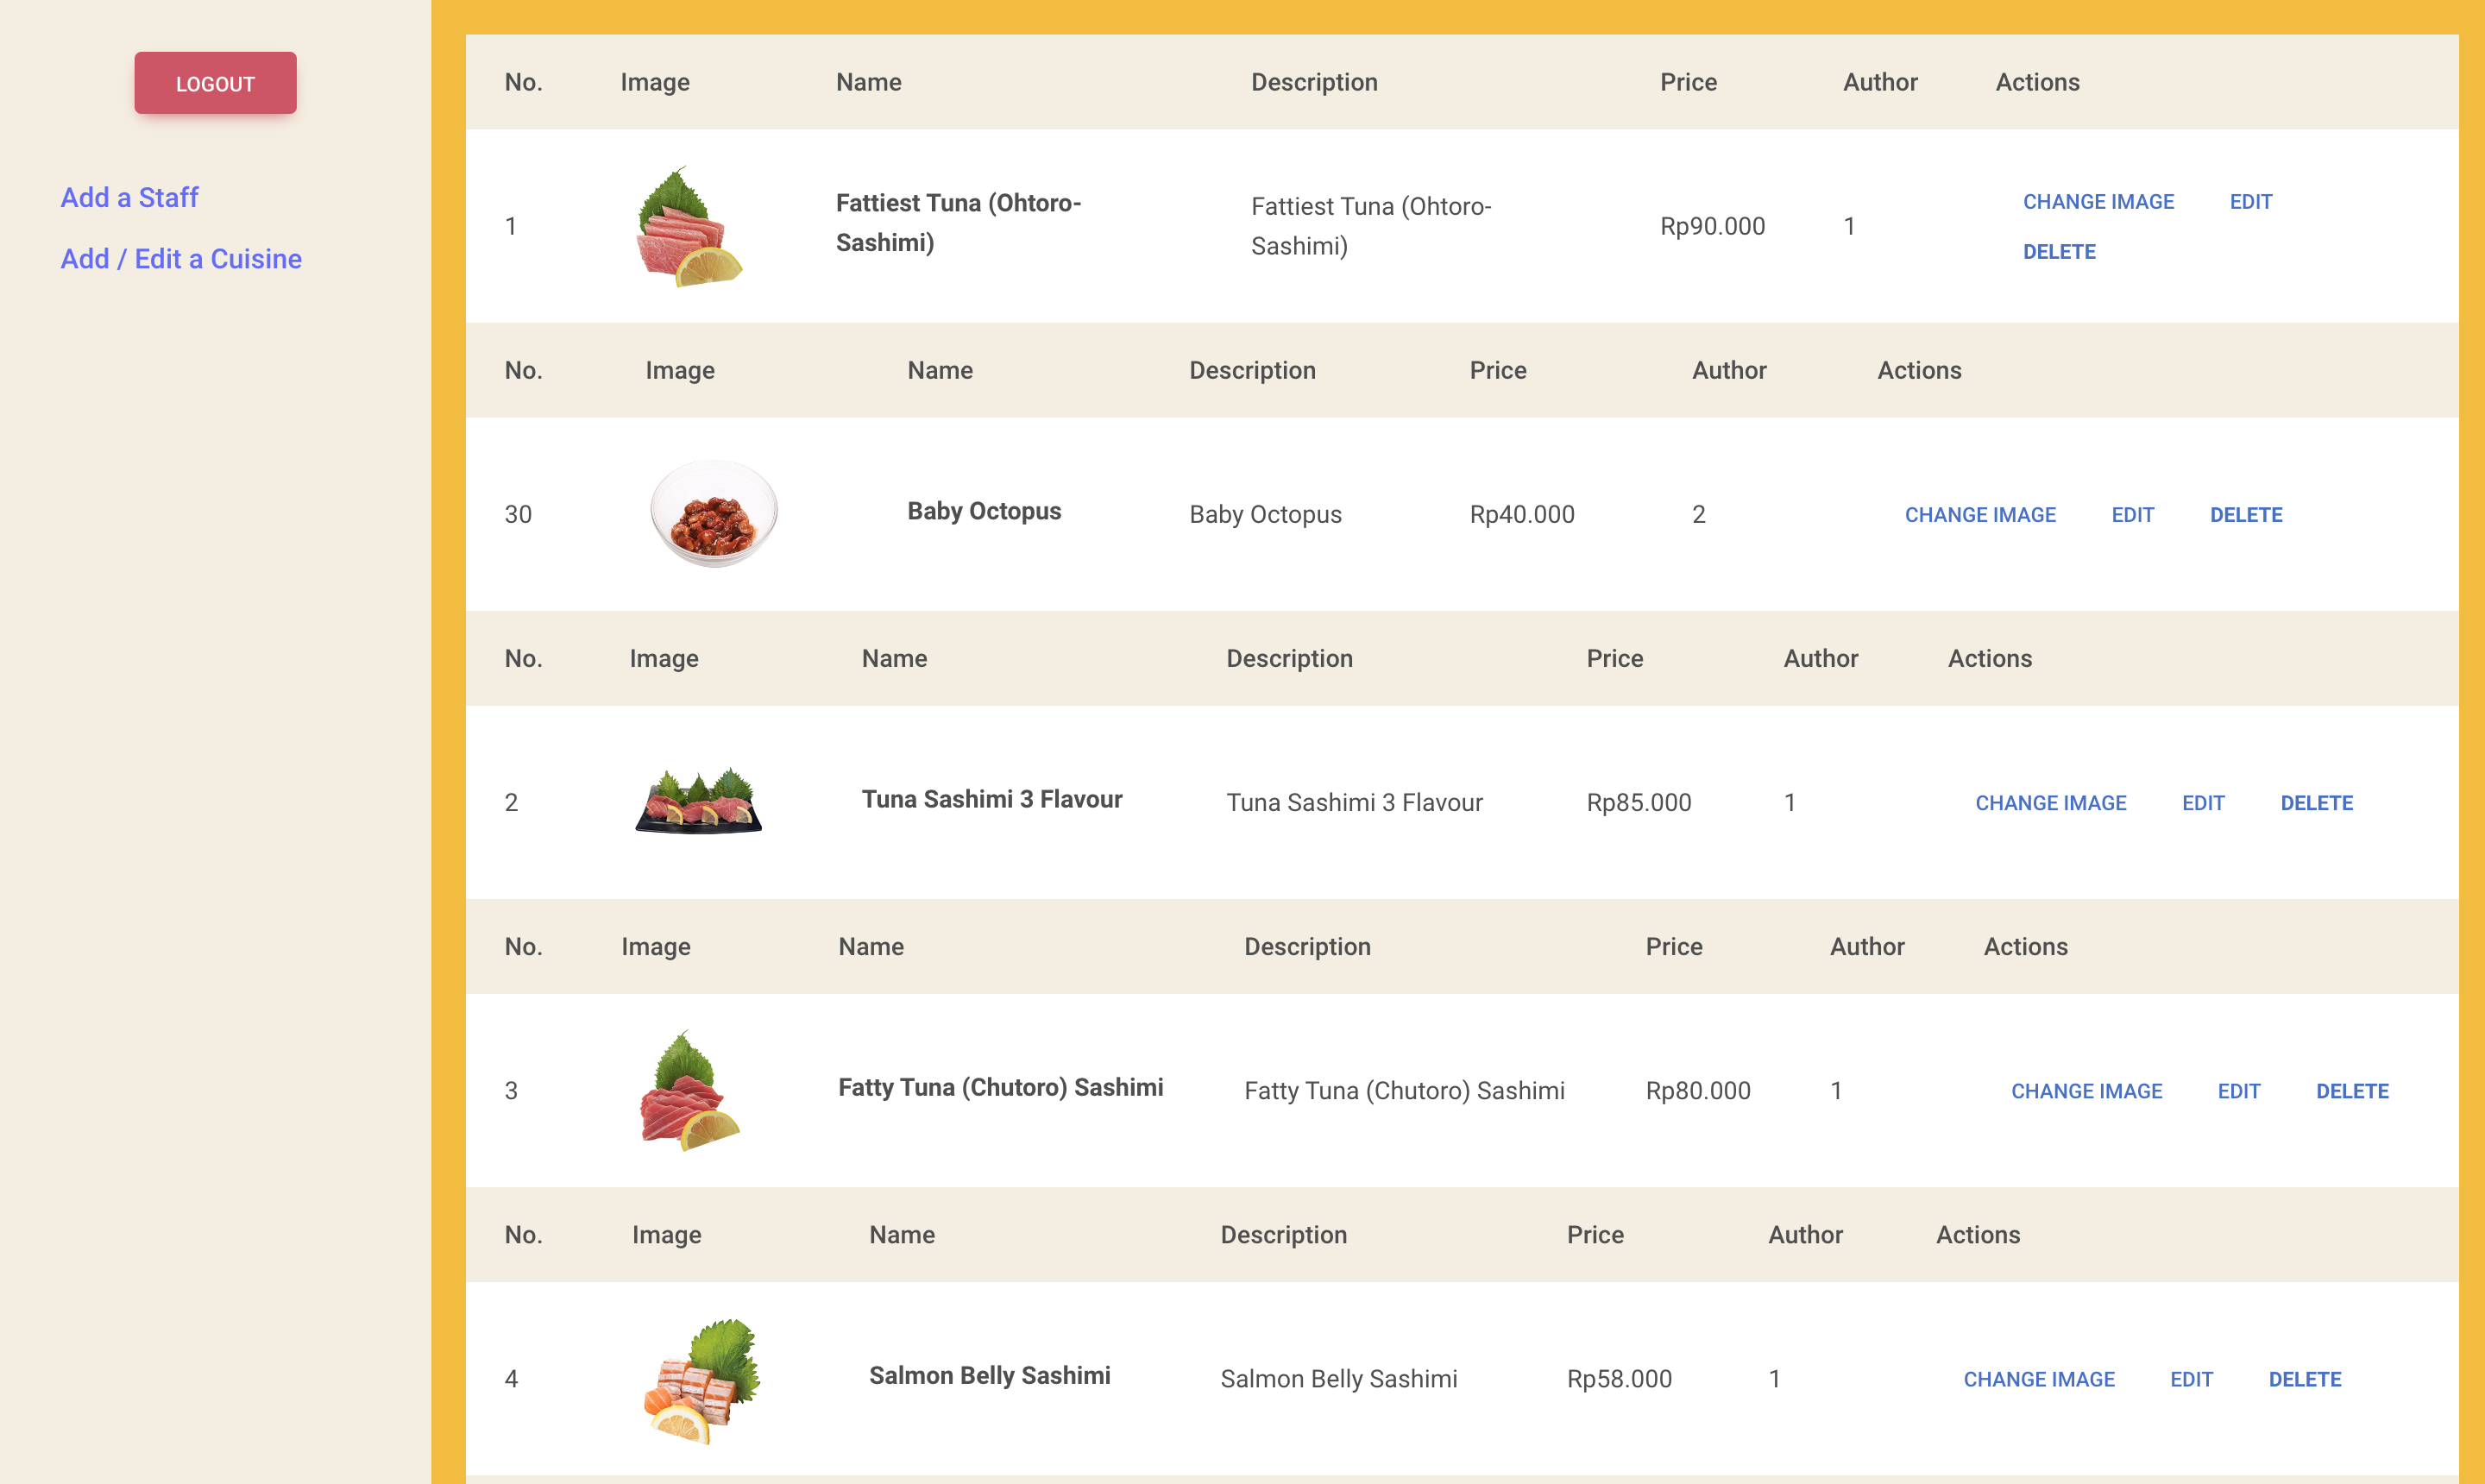 LOGOUT
Add a Staff
Add / Edit a Cuisine
No. Image Name Description Price Author Actions
1 Fattiest Tuna (Ohtoro- Fattiest Tuna (Ohtoro- Rp90.000 1 CHANGE IMAGE EDIT
Sashimi) Sashimi) DELETE
No. Image Name Description Price Author Actions
30 Baby Octopus Baby Octopus Rp40.000 2 CHANGE IMAGE EDIT DELETE
No. Image Name Description Price Author Actions
2 Tuna Sashimi 3 Flavour Tuna Sashimi 3 Flavour Rp85.000 1 CHANGE IMAGE EDIT DELETE
No. Image Name Description Price Author Actions
3 Fatty Tuna (Chutoro) Sashimi Fatty Tuna (Chutoro) Sashimi Rp80.000 1 CHANGE IMAGE EDIT DELETE
No. Image Name Description Price Author Actions
4 Salmon Belly Sashimi Salmon Belly Sashimi Rp58.000 1 CHANGE IMAGE EDIT DELETE